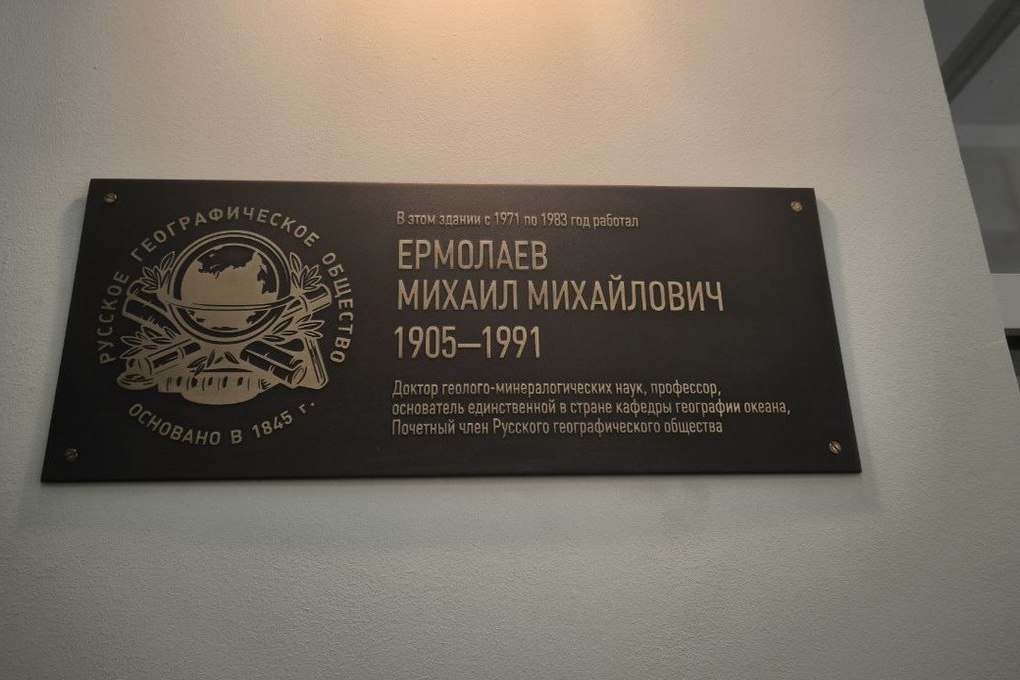 РУССКОЕ ГЕОГРАФИЧЕСКОЕ ОБЩЕСТВО
ОСНОВАНО В 1845 г.
В этом здании с 1971 по 1983 год работал
ЕРМОЛАЕВ
МИХАИЛ МИХАЙЛОВИЧ
1905—1991
Доктор геолого-минералогических наук, профессор,
основатель единственной в стране кафедры географии океана,
Почетный член Русского географического общества